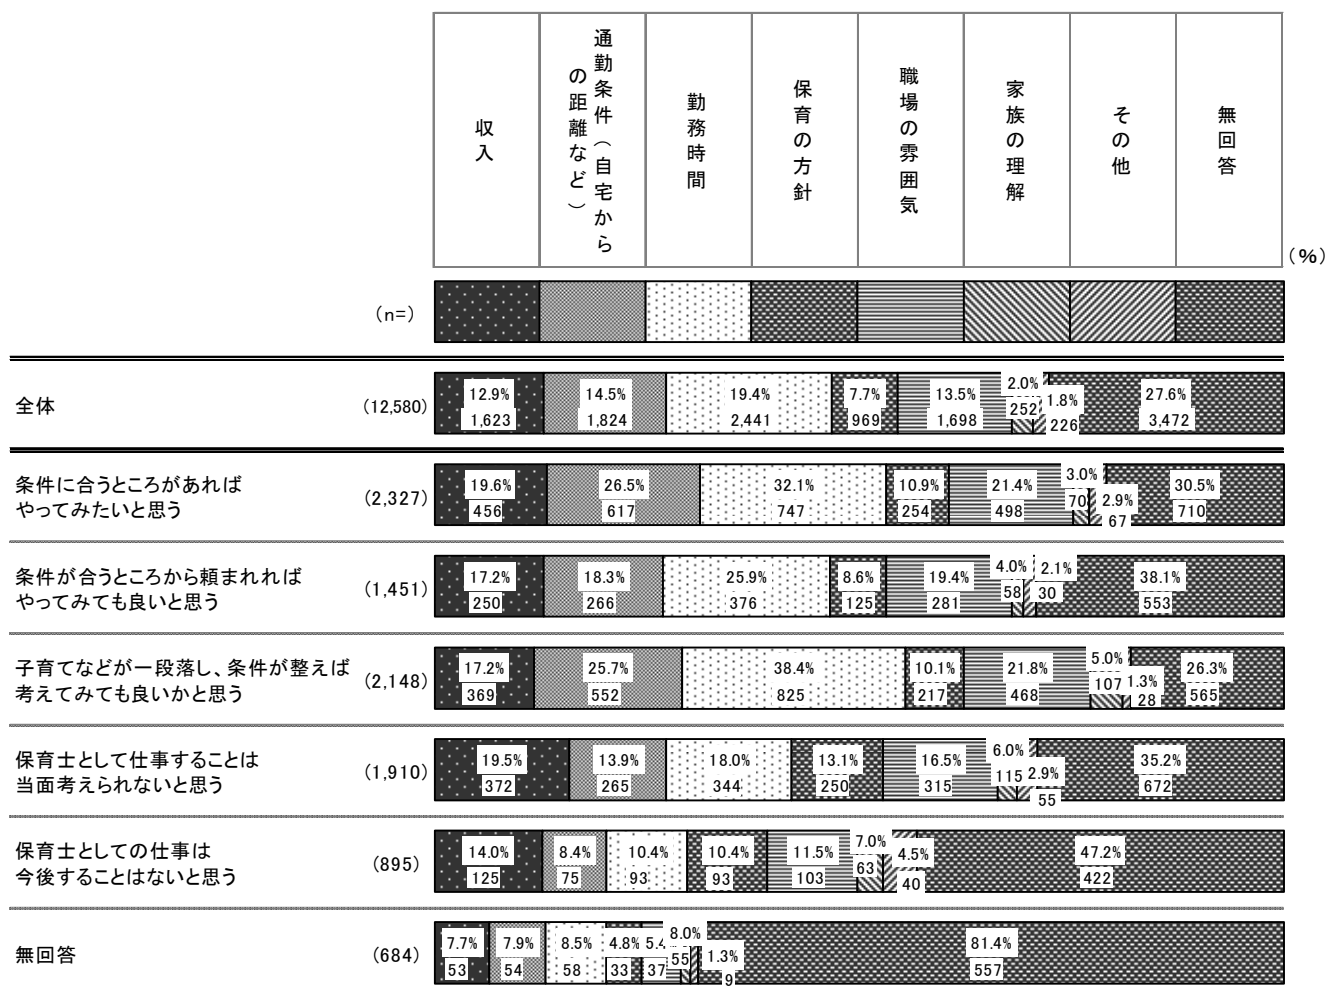 収入
通勤条件（自宅から
の距離など）
勤務時間
保育の方針
職場の雰囲気
家族の理解
その他
無回答
（%）
（n=）
全体
（12,580）
12.9% 14.5% 19.4% 7.7% 13.5% 2.0% 1.8% 27.6%
1,623 1,824 2,441 969 1,698 252 226 3,472
条件に合うところがあれば
やってみたいと思う
（2,327）
19.6% 26.5% 32.1% 10.9% 21.4% 3.0% 2.9% 30.5%
456 617 747 254 498 70 67 710
条件が合うところから頼まれれば
やってみても良いと思う
（1,451）
17.2% 18.3% 25.9% 8.6% 19.4% 4.0% 2.1% 38.1%
250 266 376 125 281 58 30 553
子育てなどが一段落し、条件が整えば
考えてみても良いかと思う
（2,148）
17.2% 25.7% 38.4% 10.1% 21.8% 5.0% 1.3% 26.3%
369 552 825 217 468 107 28 565
保育士として仕事することは
当面考えられないと思う
（1,910）
19.5% 13.9% 18.0% 13.1% 16.5% 6.0% 2.9% 35.2%
372 265 344 250 315 115 55 672
保育士としての仕事は
今後することはないと思う
（895）
14.0% 8.4% 10.4% 10.4% 11.5% 7.0% 4.5% 47.2%
125 75 93 93 103 63 40 422
無回答
（684）
7.7% 7.9% 8.5% 4.8% 5.4 8.0% 1.3% 81.4%
53 54 58 33 37 55 9 557